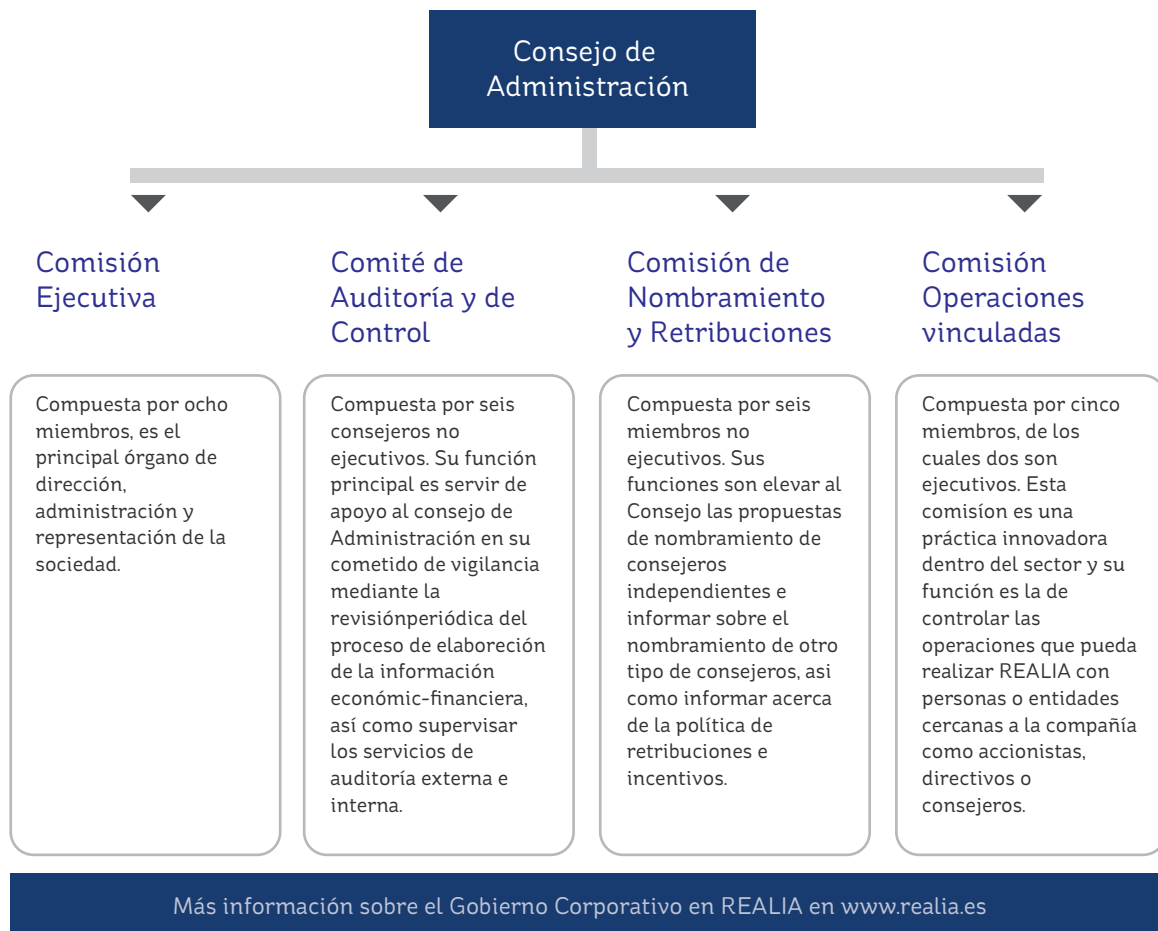 Consejo de
Administración
Comisión
Ejecutiva
Compuesta por ocho
miembros, es el
principal órgano de
dirección,
administración y
representación de la
sociedad.
Comité de
Auditoría y de
Control
Compuesta por seis
consejeros no
ejecutivos. Su función
principal es servir de
apoyo al consejo de
Administración en su
cometido de vigilancia
mediante la
revisiónperiódica del
proceso de elaboreción
de la información
económic-financiera,
así como supervisar
los servicios de
auditoría externa e
interna.
Comisión de
Nombramiento
y Retribuciones
Compuesta por seis
miembros no
ejecutivos. Sus
funciones son elevar al
Consejo las propuestas
de nombramiento de
consejeros
independientes e
informar sobre el
nombramiento de otro
tipo de consejeros, asi
como informar acerca
de la política de
retribuciones e
incentivos.
Comisión
Operaciones
vinculadas
Compuesta por cinco
miembros, de los
cuales dos son
ejecutivos. Esta
comisíon es una
práctica innovadora
dentro del sector y su
función es la de
controlar las
operaciones que pueda
realizar REALIA con
personas o entidades
cercanas a la compañía
como accionistas,
directivos o
consejeros.
Más información sobre el Gobierno Corporativo en REALIA en www.realia.es